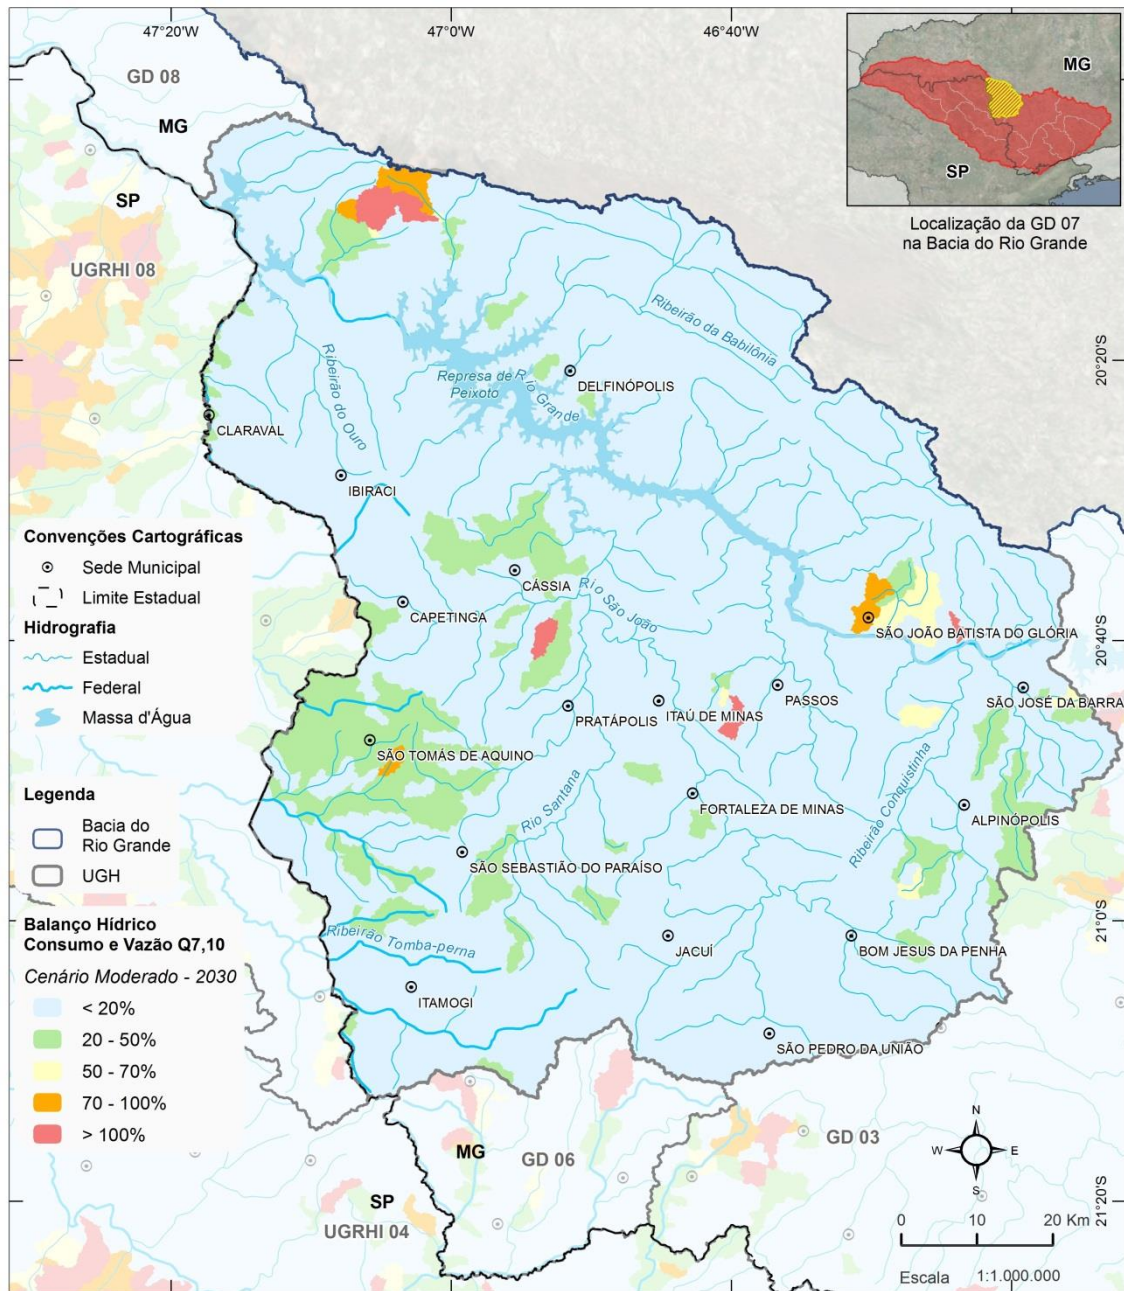 47°20'W
47°0'W
46°40'W
GD 08
MG
SP
UGRHI 08
MG
SP
Localização da GD 07
na Bacia do Rio Grande
Ribeirão da Babilônia
20°20'S
Represa de
Peixoto
Rio Grande
DELFINÓPOLIS
Ribeirão do Ouro
CLARAVAL
IBIRACI
Convenções Cartográficas
Sede Municipal
Limite Estadual
Hidrografia
Estadual
Federal
Massa d'Água
Legenda
Bacia do
Rio Grande
UGH
Balanço Hídrico
Consumo e Vazão Q7,10
Cenário Moderado - 2030
< 20%
20 - 50%
50 - 70%
70 - 100%
> 100%
CÁSSIA
CAPETINGA
Rio São João
SÃO JOÃO BATISTA DO GLÓRIA
20°40'S
PASSOS
SÃO JOSÉ DA BARRA
ITAÚ DE MINAS
PRATÁPOLIS
SÃO TOMÁS DE AQUINO
Rio Santana
FORTALEZA DE MINAS
Ribeirão Conquistinha
ALPINÓPOLIS
SÃO SEBASTIÃO DO PARAÍSO
21°0'S
Ribeirão Tomba-perna
JACUÍ
BOM JESUS DA PENHA
ITAMOGI
SÃO PEDRO DA UNIÃO
MG
GD 06
GD 03
SP
UGRHI 04
N
W
E
S
21°20'S
0
10
20 Km
Escala
1:1.000.000